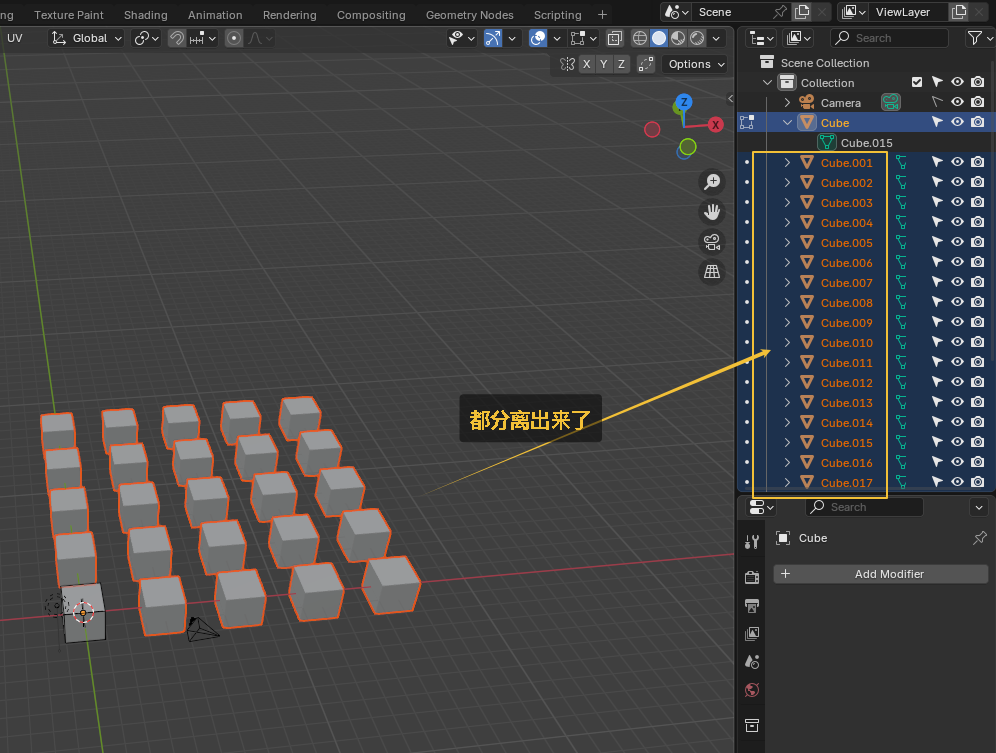 ng Texture Paint Shading Animation Rendering Compositing Geometry Nodes Scripting + Scene ViewLayer
UV Global Search
X Y Z Options
Z
X
Scene Collection
Collection
Camera
Cube
Cube.015
Cube.001
Cube.002
Cube.003
Cube.004
Cube.005
Cube.006
Cube.007
Cube.008
Cube.009
Cube.010
Cube.011
Cube.012
Cube.013
Cube.014
Cube.015
Cube.016
Cube.017
都分离出来了
Search
Cube
+ Add Modifier